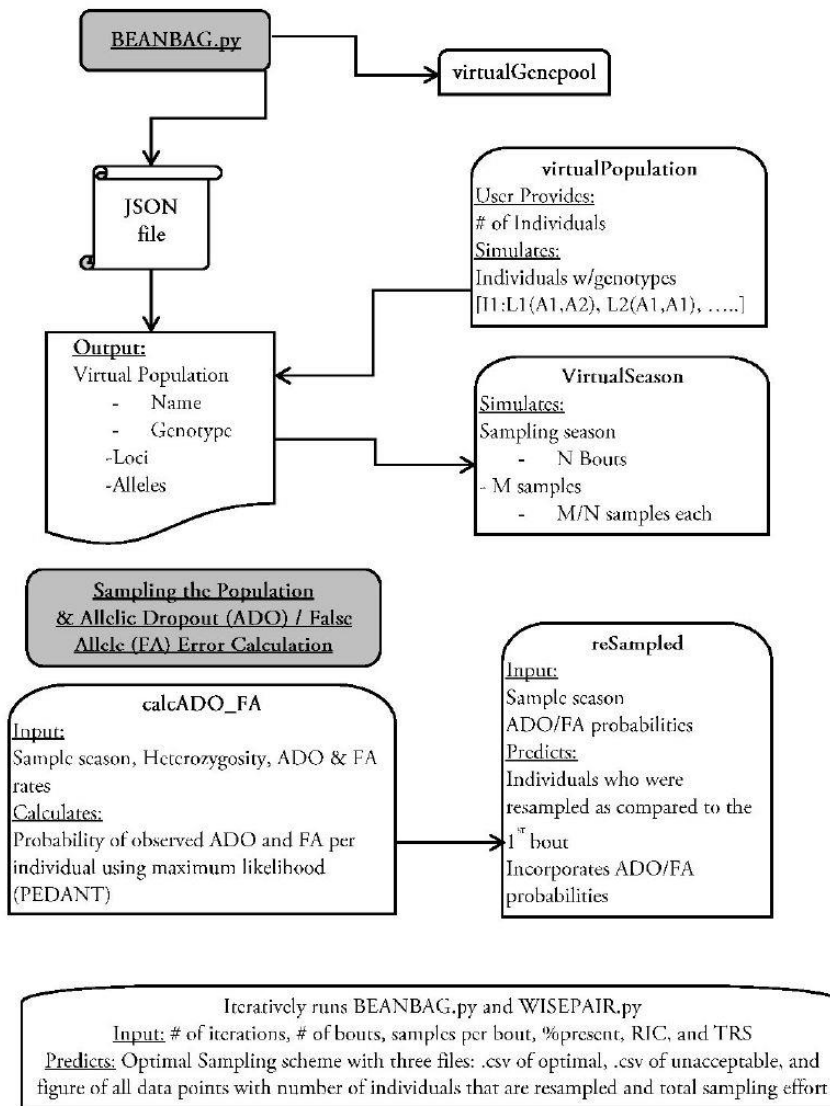 BEANBAG.py
virtualGenepool
JSON
file
virtualPopulation
User Provides:
# of Individuals
Simulates:
Individuals w/genotypes
[I1:L1(A1,A2), L2(A1,A1), .....]
Output:
Virtual Population
- Name
- Genotype
-Loci
-Alleles
VirtualSeason
Simulates:
Sampling season
- N Bouts
- M samples
- M/N samples each
Sampling the Population
& Allelic Dropout (ADO) / False
Allele (FA) Error Calculation
calcADO_FA
Input:
Sample season, Heterozygosity, ADO & FA
rates
Calculates:
Probability of observed ADO and FA per
individual using maximum likelihood
(PEDANT)
reSampled
Input:
Sample season
ADO/FA probabilities
Predicts:
Individuals who were
resampled as compared to the
1st bout
Incorporates ADO/FA
probabilities
Iteratively runs BEANBAG.py and WISEPAIR.py
Input: # of iterations, # of bouts, samples per bout, %present, RIC, and TRS
Predicts: Optimal Sampling scheme with three files: .csv of optimal, .csv of unacceptable, and
figure of all data points with number of individuals that are resampled and total sampling effort